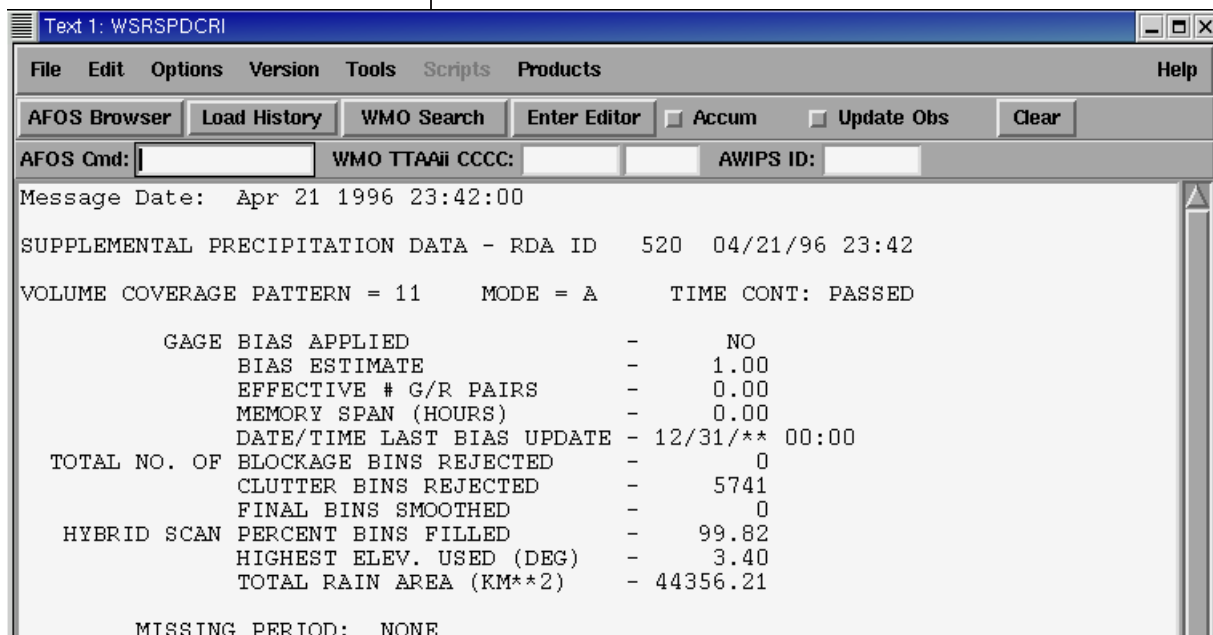 Text 1: WSRSPDCRI
File Edit Options Version Tools Scripts Products Help
AFOS Browser Load History WMO Search Enter Editor Accum Update Obs Clear
AFOS Cmd: WMO TTAAii CCCC: AWIPS ID:
Message Date: Apr 21 1996 23:42:00
SUPPLEMENTAL PRECIPITATION DATA - RDA ID 520 04/21/96 23:42
VOLUME COVERAGE PATTERN = 11 MODE = A TIME CONT: PASSED
GAGE BIAS APPLIED - NO
BIAS ESTIMATE - 1.00
EFFECTIVE # G/R PAIRS - 0.00
MEMORY SPAN (HOURS) - 0.00
DATE/TIME LAST BIAS UPDATE - 12/31/** 00:00
TOTAL NO. OF BLOCKAGE BINS REJECTED - 0
CLUTTER BINS REJECTED - 5741
FINAL BINS SMOOTHED - 0
HYBRID SCAN PERCENT BINS FILLED - 99.82
HIGHEST ELEV. USED (DEG) - 3.40
TOTAL RAIN AREA (KM**2) - 44356.21
MISSING PERIOD: NONE